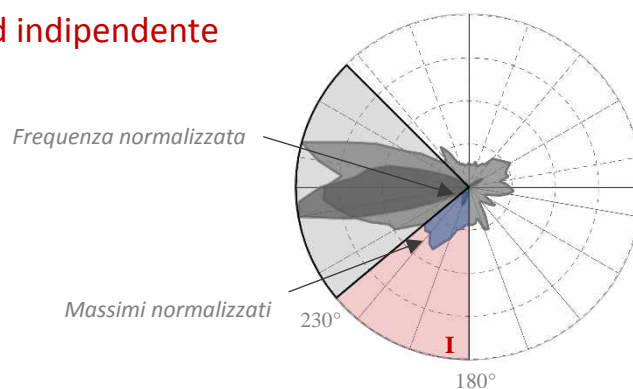 d indipendente
Frequenza normalizzata
Massimi normalizzati
230°
I
180°